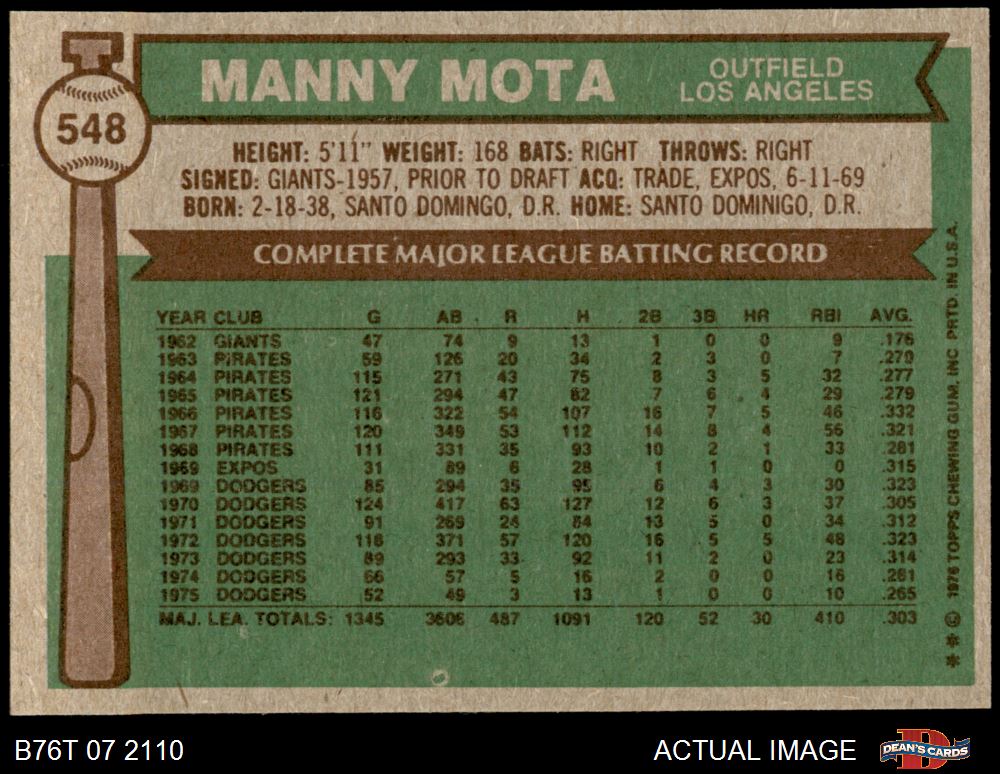 548
MANNY MOTA
OUTFIELD
LOS ANGELES
HEIGHT: 5'11" WEIGHT: 168 BATS: RIGHT THROWS: RIGHT
SIGNED: GIANTS-1957, PRIOR TO DRAFT ACQ: TRADE, EXPOS, 6-11-69
BORN: 2-18-38, SANTO DOMINGO, D.R. HOME: SANTO DOMINIGO, D.R.
COMPLETE MAJOR LEAGUE BATTING RECORD
YEAR CLUB G AB R H 2B 3B HR RBI AVG.
1962 GIANTS 47 74 9 13 1 0 0 9 .176
1963 PIRATES 59 126 20 34 2 3 0 7 .270
1964 PIRATES 115 271 43 75 8 3 5 32 .277
1965 PIRATES 121 294 47 82 7 6 4 29 .279
1966 PIRATES 116 322 54 107 16 7 5 46 .332
1967 PIRATES 120 349 53 112 14 8 4 56 .321
1968 PIRATES 111 331 35 93 10 2 1 33 .281
1969 EXPOS 31 89 6 28 1 1 0 0 .315
1969 DODGERS 85 294 35 95 6 4 3 30 .323
1970 DODGERS 124 417 63 127 12 6 3 37 .305
1971 DODGERS 91 269 24 84 13 5 0 34 .312
1972 DODGERS 118 371 57 120 16 5 5 48 .323
1973 DODGERS 89 293 33 92 11 2 0 23 .314
1974 DODGERS 66 57 5 16 2 0 0 16 .281
1975 DODGERS 52 49 3 13 1 0 0 10 .265
MAJ. LEA. TOTALS: 1345 3606 487 1091 120 52 30 410 .303
* * © 1976 TOPPS CHEWING GUM, INC PRTD. IN U.S.A.
B76T 07 2110
ACTUAL IMAGE
DEAN'S CARDS